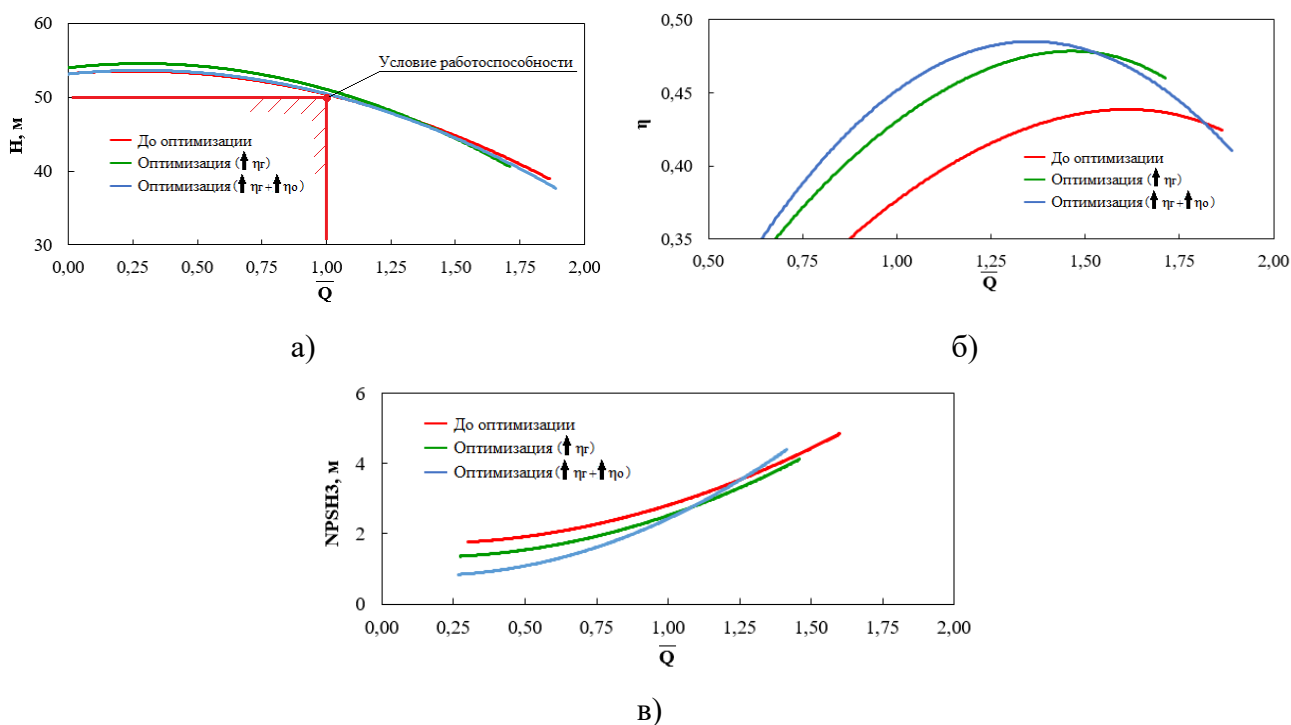 60
50
40
30
H, м
Условие работоспособности
До оптимизации
Оптимизация (⬆ ηг)
Оптимизация (⬆ ηг+⬆ ηо)
0,00 0,25 0,50 0,75 1,00 1,25 1,50 1,75 2,00
Q̅
а)
0,50
0,45
0,40
0,35
η
До оптимизации
Оптимизация (⬆ ηг)
Оптимизация (⬆ ηг+⬆ ηо)
0,50 0,75 1,00 1,25 1,50 1,75 2,00
Q̅
б)
6
4
2
0
NPSH3, м
До оптимизации
Оптимизация (⬆ ηг)
Оптимизация (⬆ ηг+⬆ ηо)
0,00 0,25 0,50 0,75 1,00 1,25 1,50 1,75 2,00
Q̅
в)